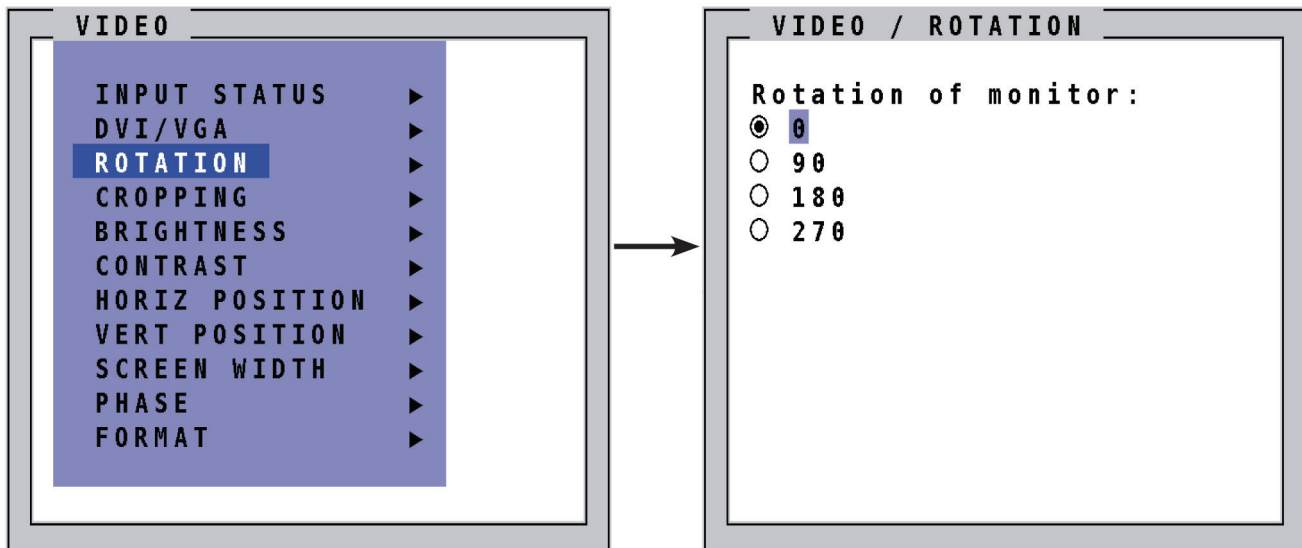 VIDEO
INPUT STATUS
DVI/VGA
ROTATION
CROPPING
BRIGHTNESS
CONTRAST
HORIZ POSITION
VERT POSITION
SCREEN WIDTH
PHASE
FORMAT
VIDEO / ROTATION
Rotation of monitor:
0
90
180
270